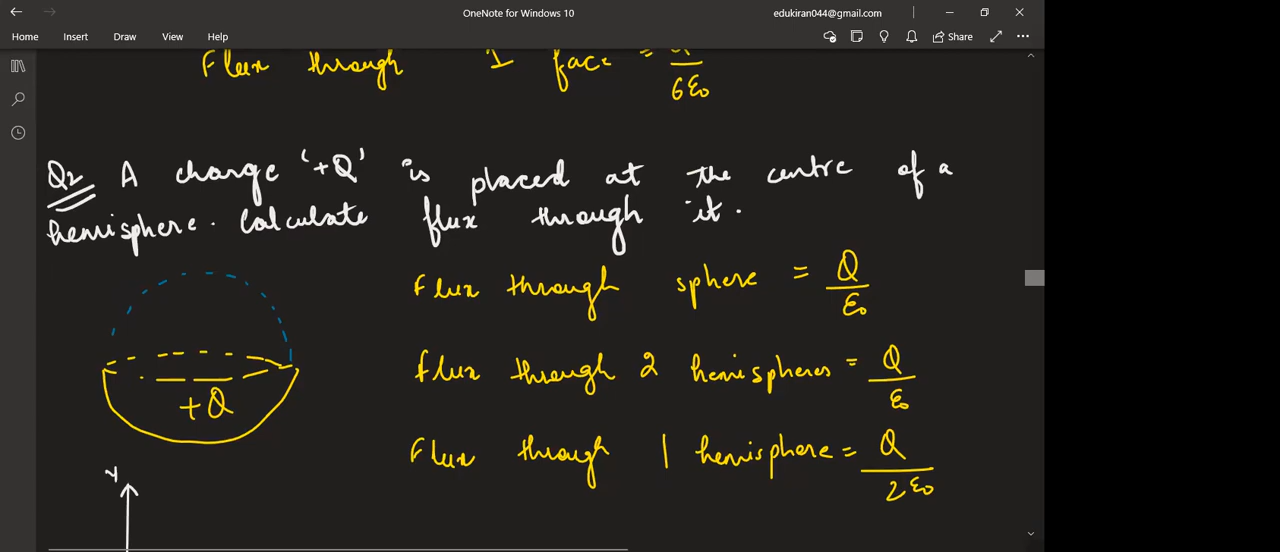 OneNote for Windows 10
edukiran044@gmail.com
Home Insert Draw View Help
Share
Flux through 1 face = Q/6ε0
Q2 A charge '+Q' is placed at the centre of a
hemisphere. Calculate flux through it.
Flux through sphere = Q/ε0
Flux through 2 hemispheres = Q/ε0
+Q
Flux through 1 hemisphere = Q/2ε0
Y